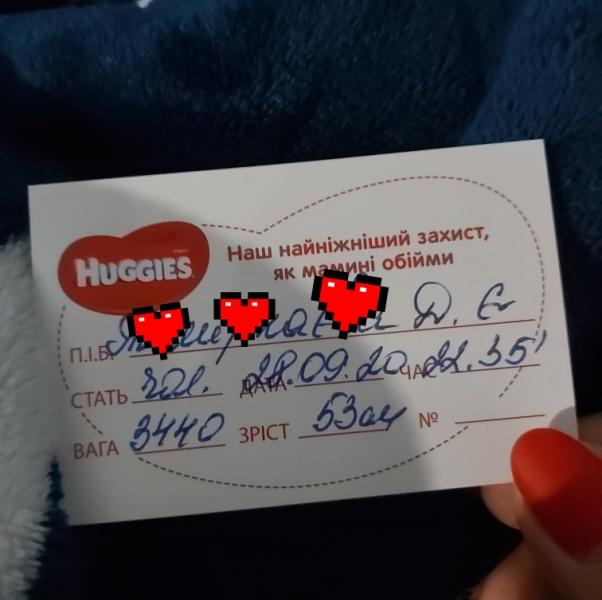 HUGGIES
Наш найніжніший захист,
як мамині обійми
П.І.Б. Д. Є
СТАТЬ чол. ДАТА 28.09.20 ЧАС 22.35'
ВАГА 3440 ЗРІСТ 53см №